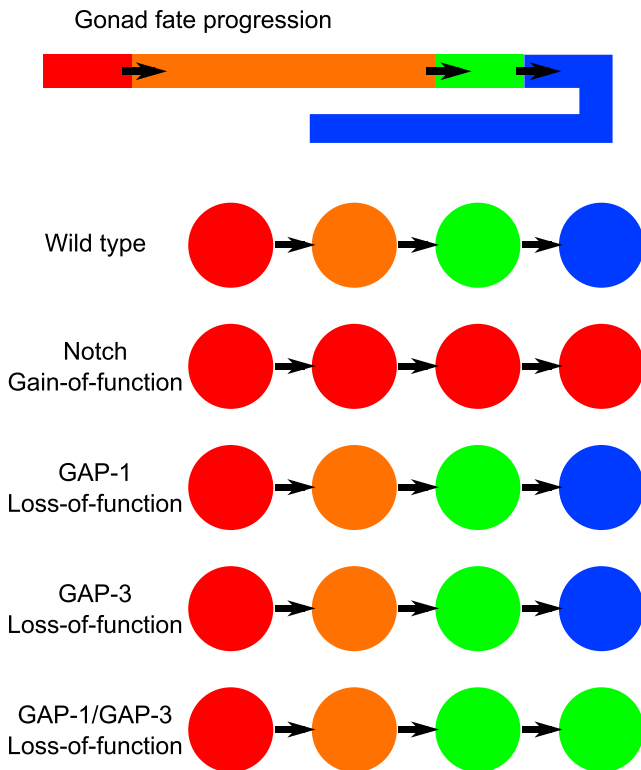 Gonad fate progression
Wild type
Notch
Gain-of-function
GAP-1
Loss-of-function
GAP-3
Loss-of-function
GAP-1/GAP-3
Loss-of-function